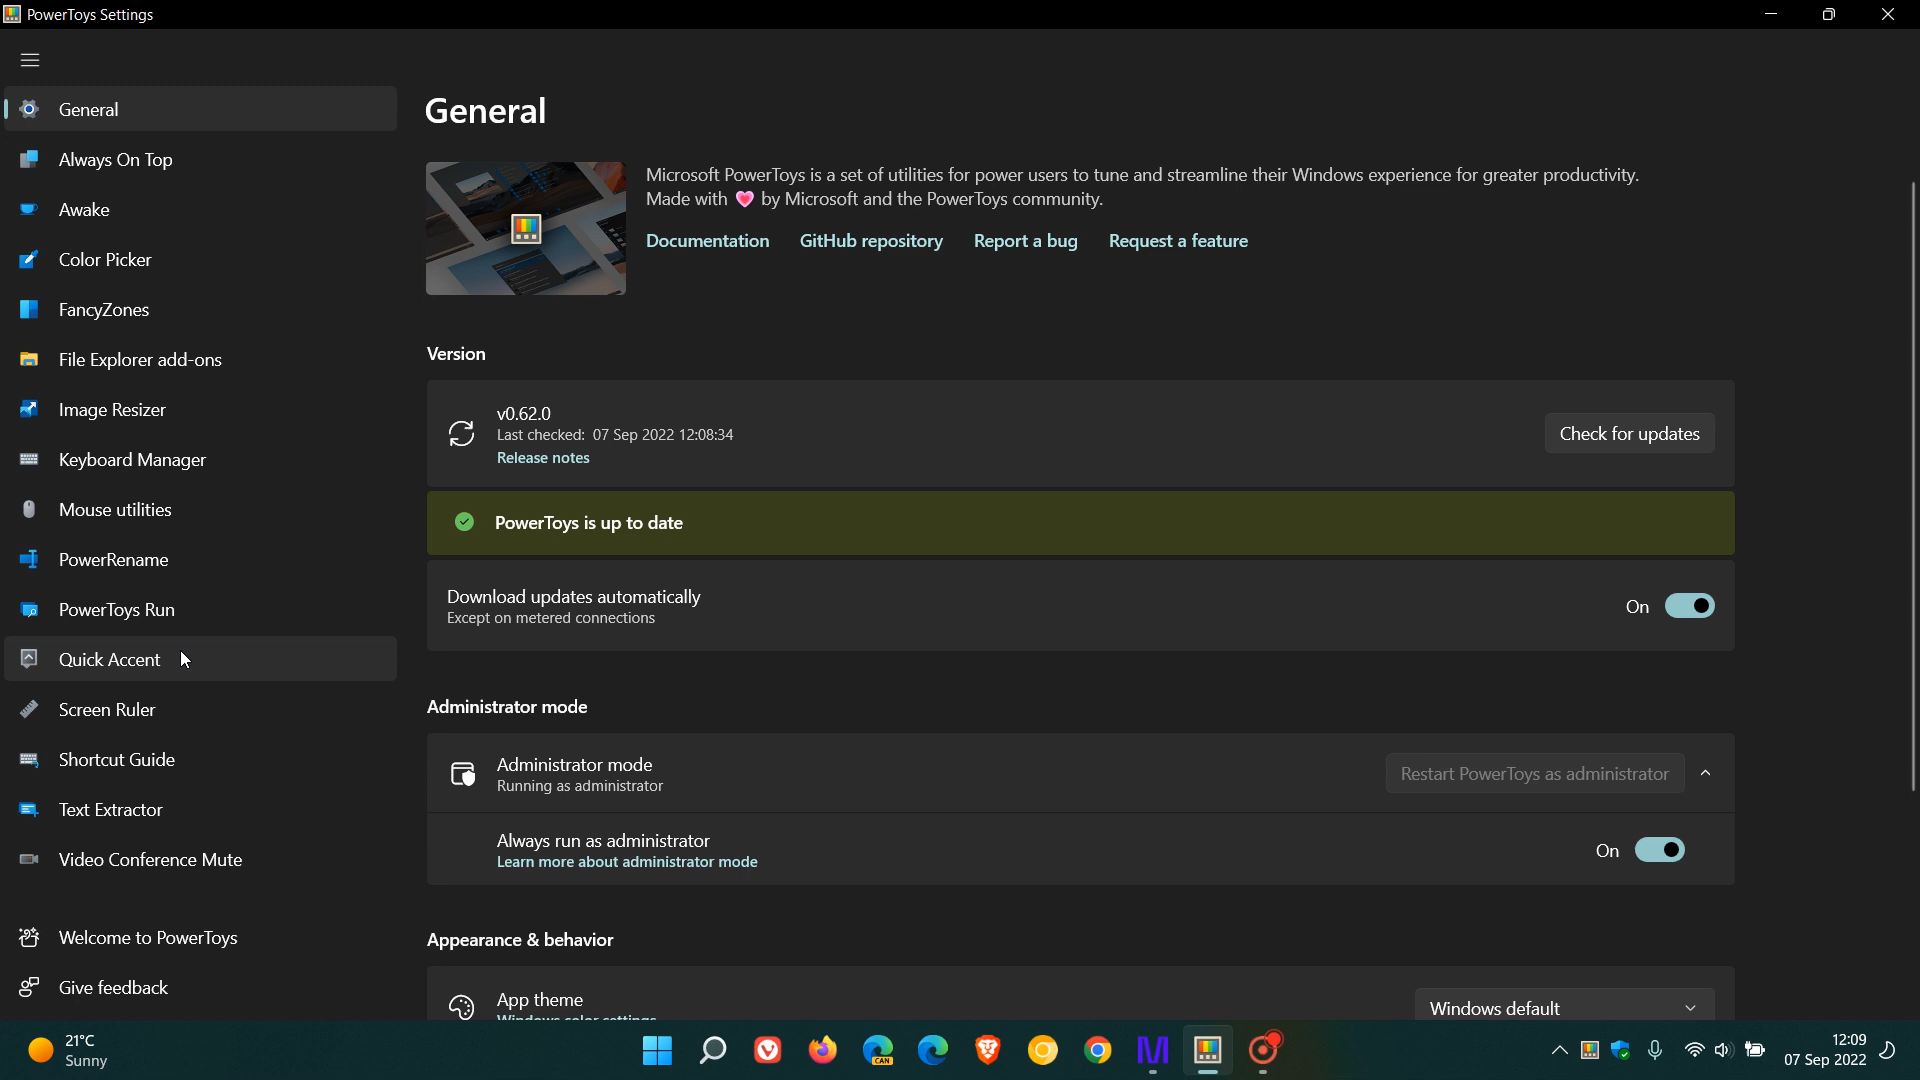 PowerToys Settings
General
Always On Top
Awake
Color Picker
FancyZones
File Explorer add-ons
Image Resizer
Keyboard Manager
Mouse utilities
PowerRename
PowerToys Run
Quick Accent
Screen Ruler
Shortcut Guide
Text Extractor
Video Conference Mute
Welcome to PowerToys
Give feedback
General
Microsoft PowerToys is a set of utilities for power users to tune and streamline their Windows experience for greater productivity.
Made with 💗 by Microsoft and the PowerToys community.
Documentation GitHub repository Report a bug Request a feature
Version
v0.62.0
Last checked: 07 Sep 2022 12:08:34
Release notes
Check for updates
PowerToys is up to date
Download updates automatically
Except on metered connections
On
Administrator mode
Administrator mode
Running as administrator
Restart PowerToys as administrator
Always run as administrator
Learn more about administrator mode
On
Appearance & behavior
App theme
Windows color settings
Windows default
21°C
Sunny
CAN
12:09
07 Sep 2022